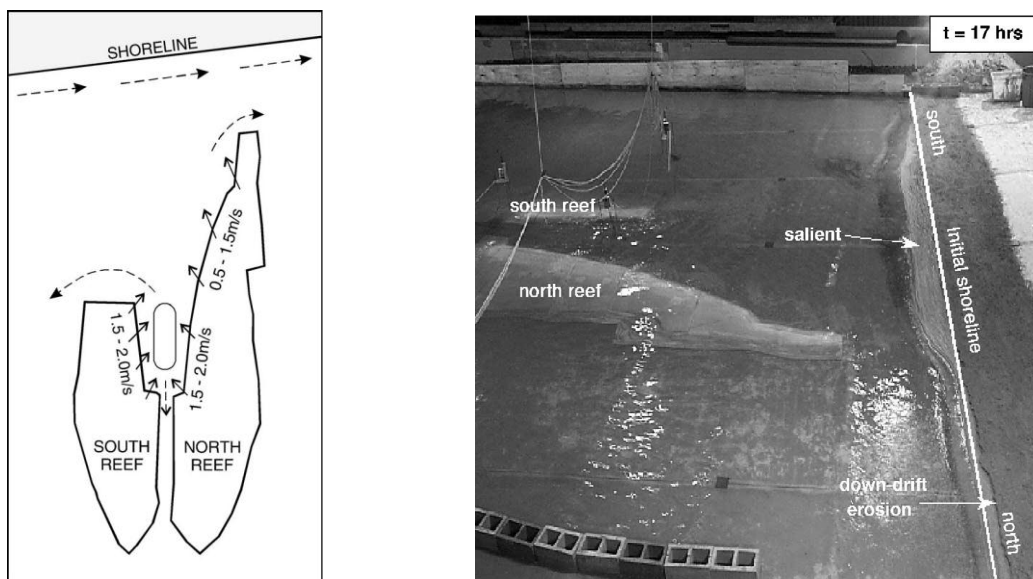 SHORELINE
0.5 - 1.5m/s
1.5 - 2.0m/s
1.5 - 2.0m/s
SOUTH
REEF
NORTH
REEF
t = 17 hrs
south
south reef
salient
Initial shoreline
north reef
down-drift
erosion
north